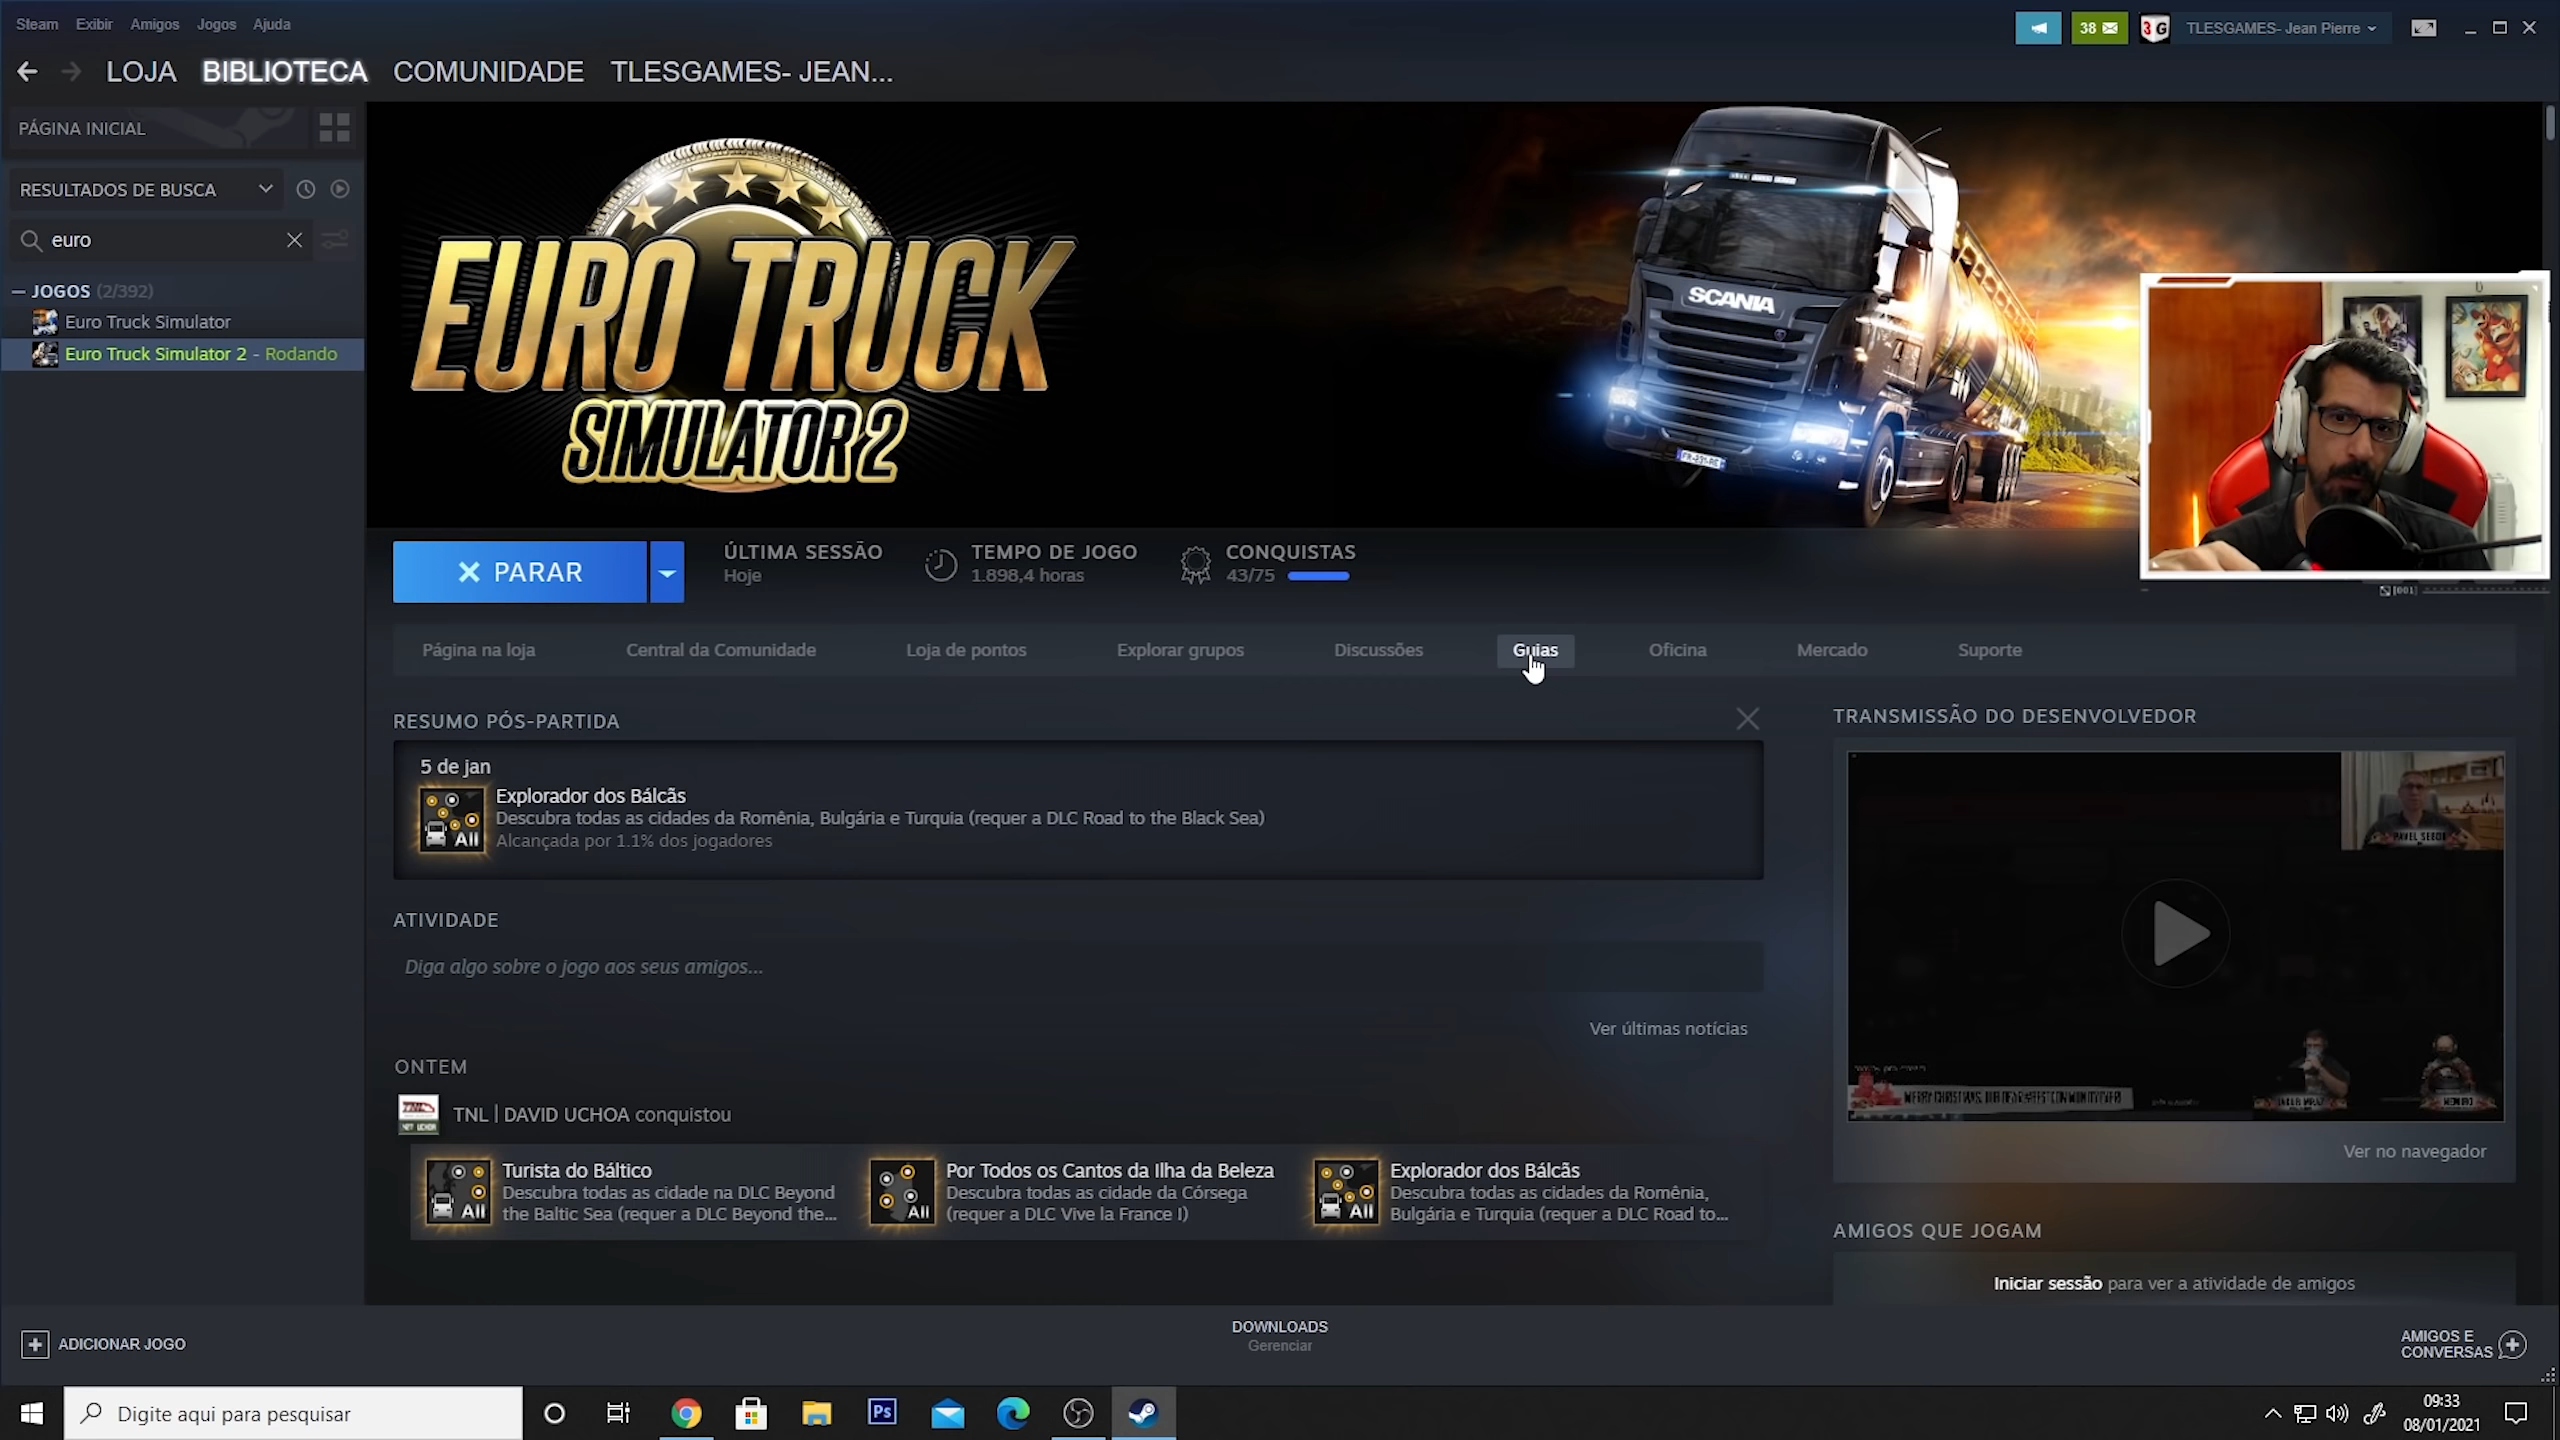 Steam Exibir Amigos Jogos Ajuda
38
3G
TLESGAMES- Jean Pierre
LOJA BIBLIOTECA COMUNIDADE TLESGAMES- JEAN...
PÁGINA INICIAL
RESULTADOS DE BUSCA
euro
— JOGOS (2/392)
Euro Truck Simulator
Euro Truck Simulator 2 - Rodando
EURO TRUCK
SIMULATOR 2
SCANIA
PARAR
ÚLTIMA SESSÃO
Hoje
TEMPO DE JOGO
1.898,4 horas
CONQUISTAS
43/75
Página na loja Central da Comunidade Loja de pontos Explorar grupos Discussões Guias Oficina Mercado Suporte
RESUMO PÓS-PARTIDA
5 de jan
All
Explorador dos Bálcãs
Descubra todas as cidades da Romênia, Bulgária e Turquia (requer a DLC Road to the Black Sea)
Alcançada por 1.1% dos jogadores
ATIVIDADE
Diga algo sobre o jogo aos seus amigos...
Ver últimas notícias
ONTEM
TNL | DAVID UCHOA conquistou
All
Turista do Báltico
Descubra todas as cidade na DLC Beyond
the Baltic Sea (requer a DLC Beyond the...
All
Por Todos os Cantos da Ilha da Beleza
Descubra todas as cidade da Córsega
(requer a DLC Vive la France !)
All
Explorador dos Bálcãs
Descubra todas as cidades da Romênia,
Bulgária e Turquia (requer a DLC Road to...
TRANSMISSÃO DO DESENVOLVEDOR
Ver no navegador
AMIGOS QUE JOGAM
Iniciar sessão para ver a atividade de amigos
ADICIONAR JOGO
DOWNLOADS
Gerenciar
AMIGOS E
CONVERSAS
Digite aqui para pesquisar
Ps
09:33
08/01/2021